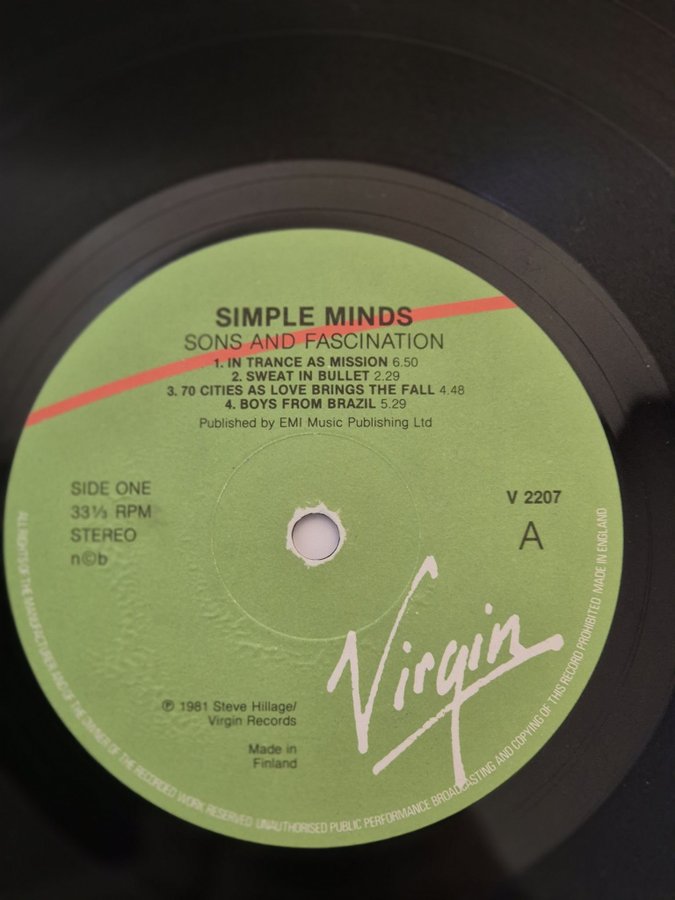 SIMPLE MINDS
SONS AND FASCINATION
1. IN TRANCE AS MISSION 6.50
2. SWEAT IN BULLET 2.29
3. 70 CITIES AS LOVE BRINGS THE FALL 4.48
4. BOYS FROM BRAZIL 5.29
Published by EMI Music Publishing Ltd
SIDE ONE
33⅓ RPM
STEREO
n©b
V 2207
A
Virgin
℗ 1981 Steve Hillage/
Virgin Records
Made in
Finland
ALL RIGHTS OF THE MANUFACTURER AND OF THE OWNER OF THE RECORDED WORK RESERVED UNAUTHORISED PUBLIC PERFORMANCE BROADCASTING AND COPYING OF THIS RECORD PROHIBITED MADE IN ENGLAND